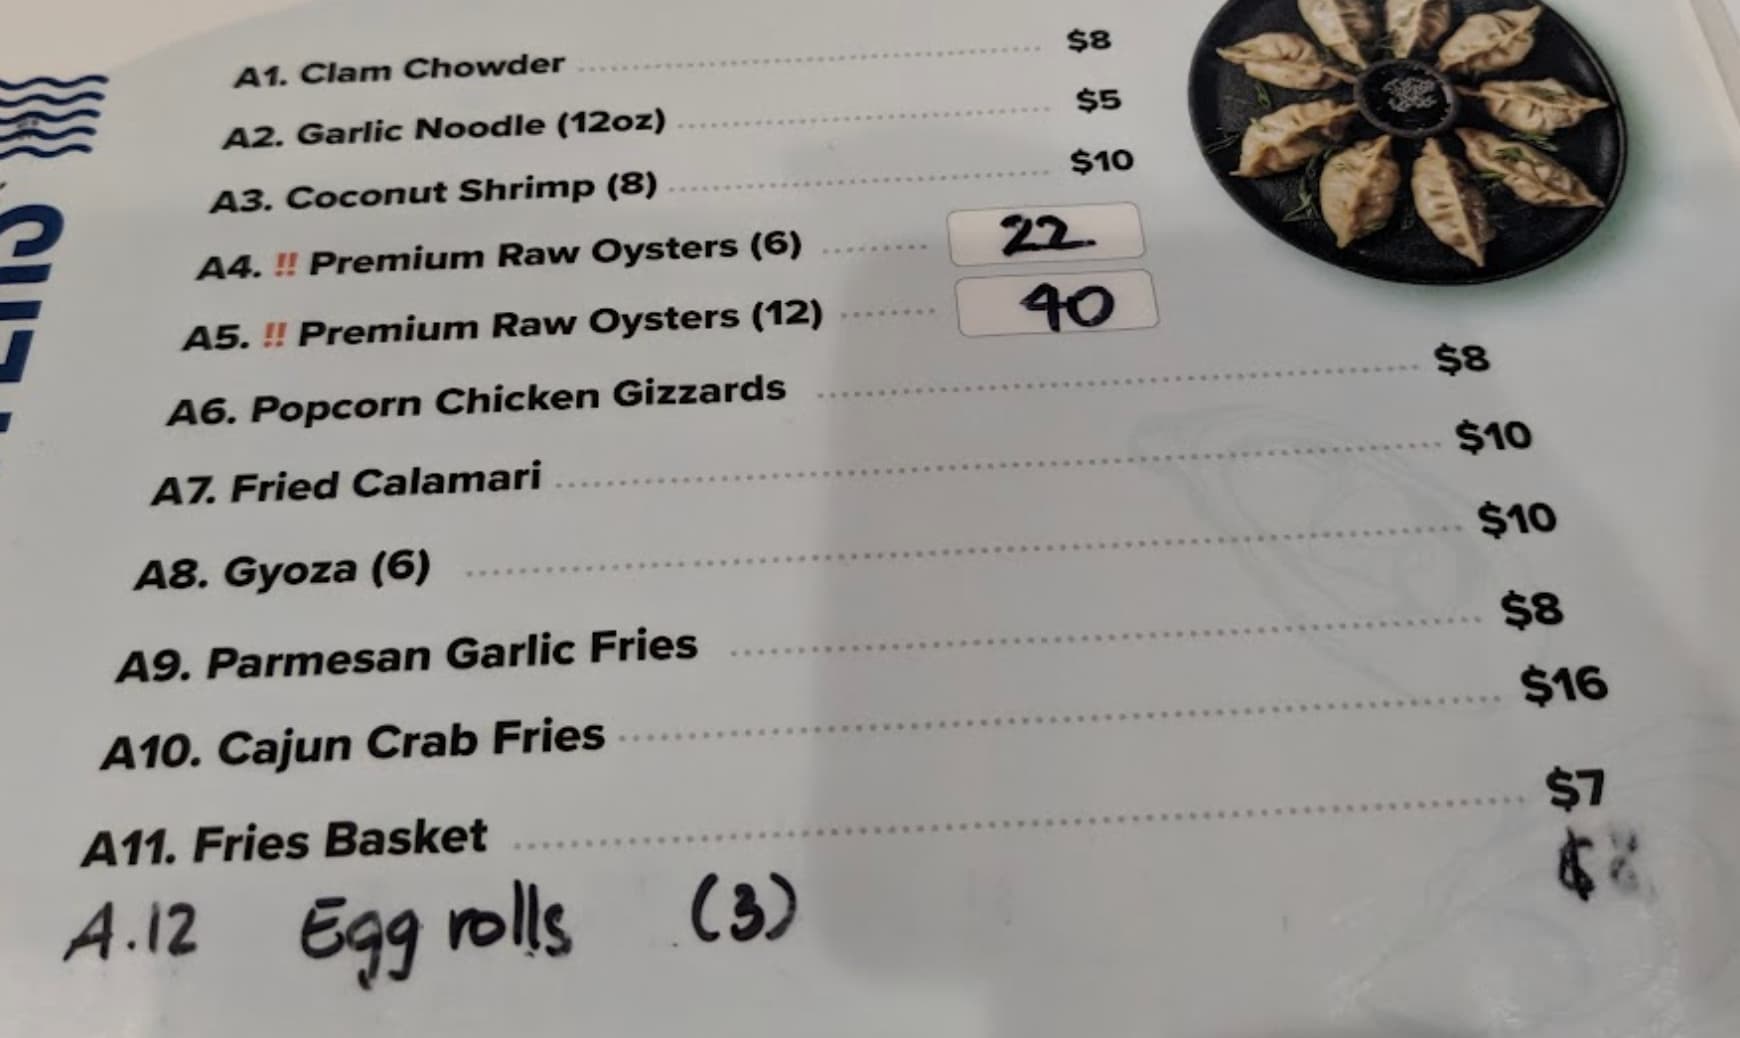 A1. Clam Chowder $8
A2. Garlic Noodle (12oz) $5
A3. Coconut Shrimp (8) $10
A4. !! Premium Raw Oysters (6) 22
A5. !! Premium Raw Oysters (12) 40
A6. Popcorn Chicken Gizzards $8
A7. Fried Calamari $10
A8. Gyoza (6) $10
A9. Parmesan Garlic Fries $8
A10. Cajun Crab Fries $16
A11. Fries Basket $7
A.12 Egg rolls (3)